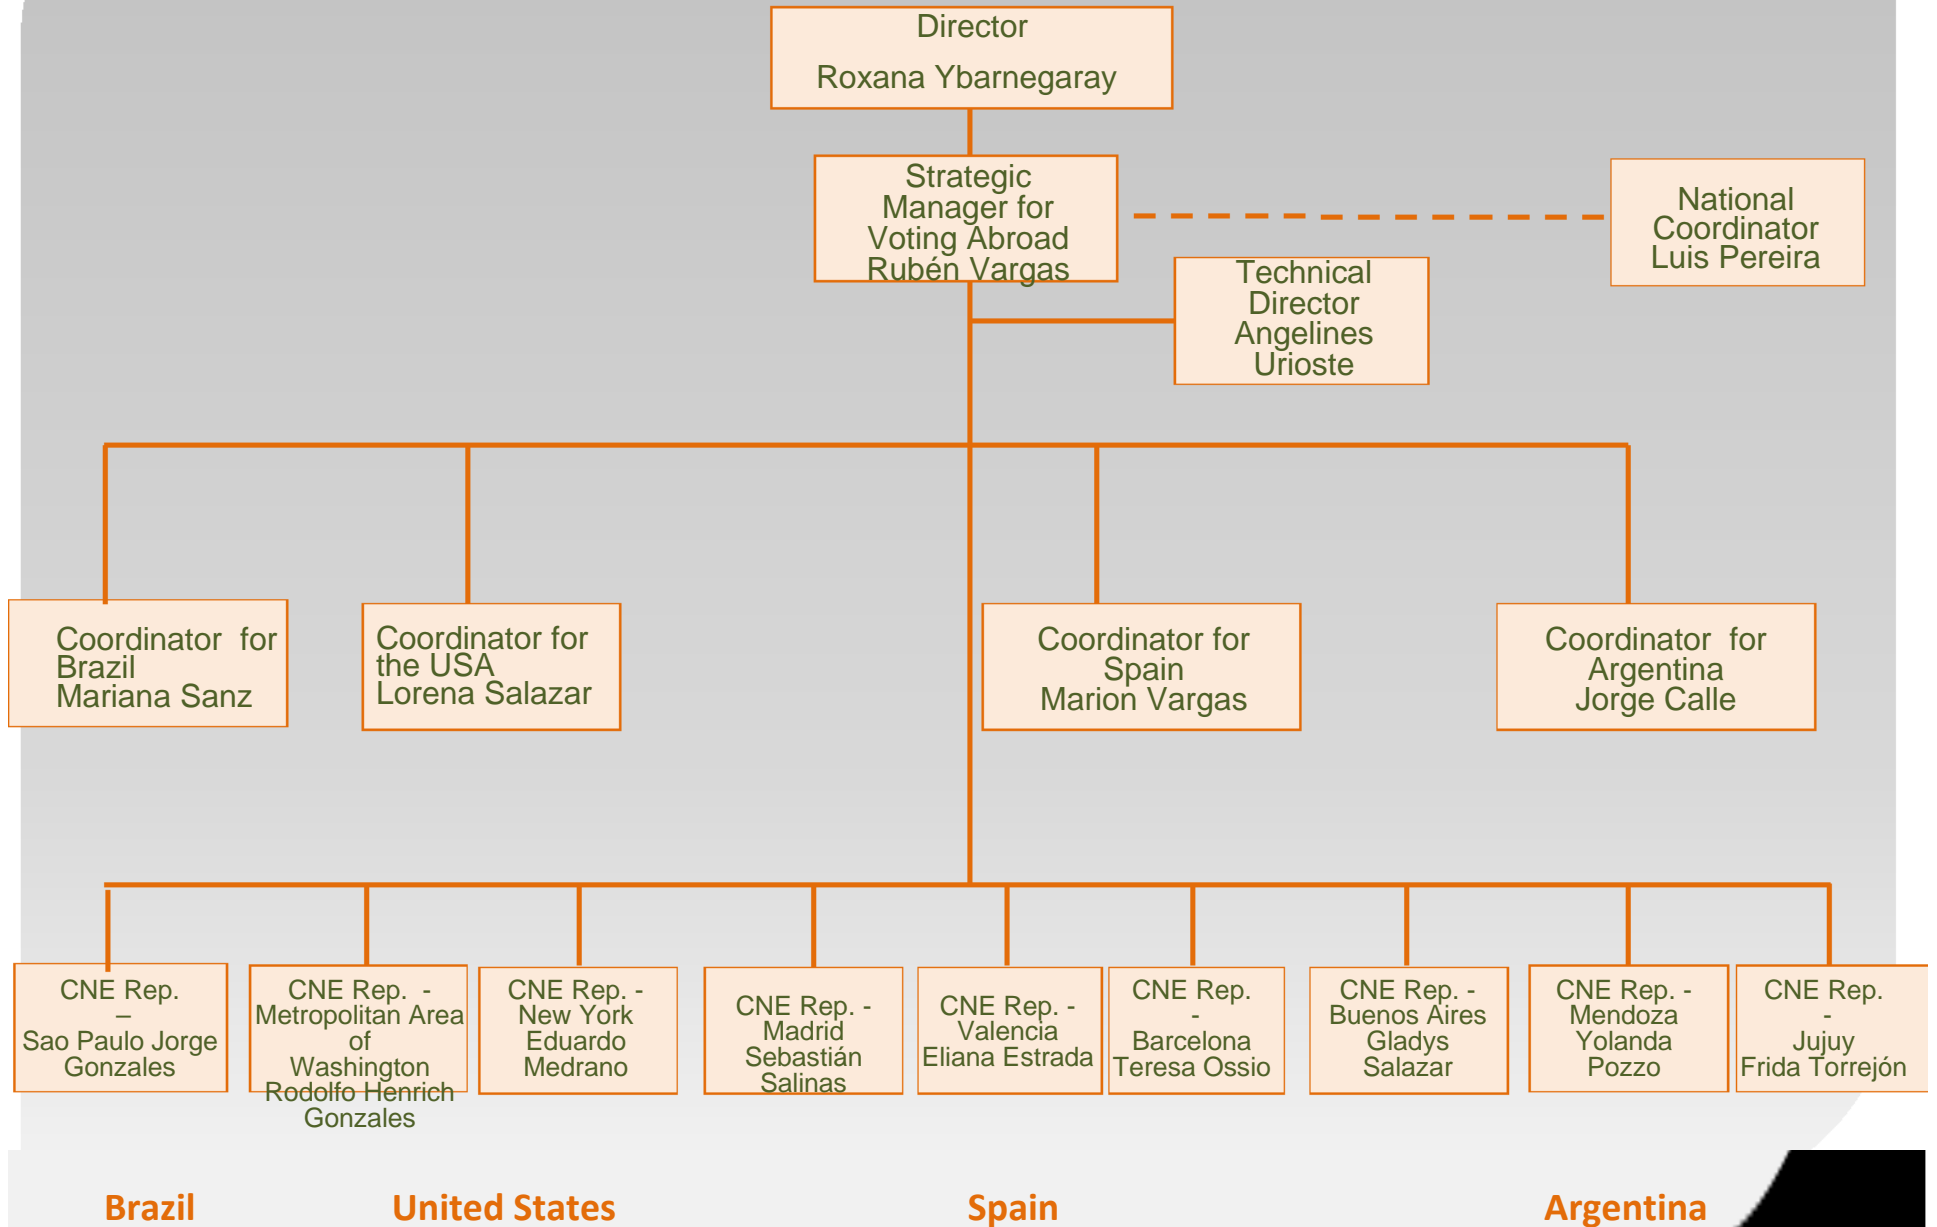 Director
Roxana Ybarnegaray
Strategic
Manager for
Voting Abroad
Rubén Vargas
National
Coordinator
Luis Pereira
Technical
Director
Angelines
Urioste
Coordinator for
Brazil
Mariana Sanz
Coordinator for
the USA
Lorena Salazar
Coordinator for
Spain
Marion Vargas
Coordinator for
Argentina
Jorge Calle
CNE Rep.
–
Sao Paulo Jorge
Gonzales
CNE Rep. -
Metropolitan Area
of
Washington
Rodolfo Henrich
Gonzales
CNE Rep. -
New York
Eduardo
Medrano
CNE Rep. -
Madrid
Sebastián
Salinas
CNE Rep. -
Valencia
Eliana Estrada
CNE Rep.
-
Barcelona
Teresa Ossio
CNE Rep. -
Buenos Aires
Gladys
Salazar
CNE Rep. -
Mendoza
Yolanda
Pozzo
CNE Rep.
-
Jujuy
Frida Torrejón
Brazil
United States
Spain
Argentina